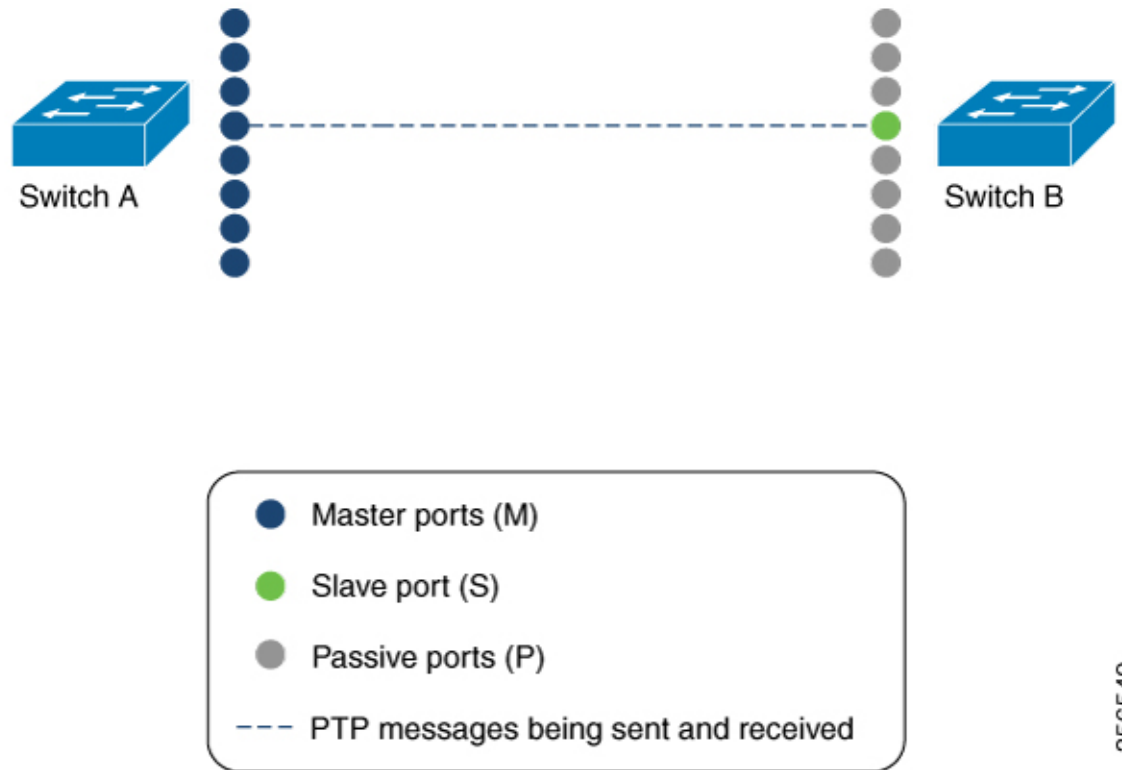 Switch A
Switch B
Master ports (M)
Slave port (S)
Passive ports (P)
PTP messages being sent and received